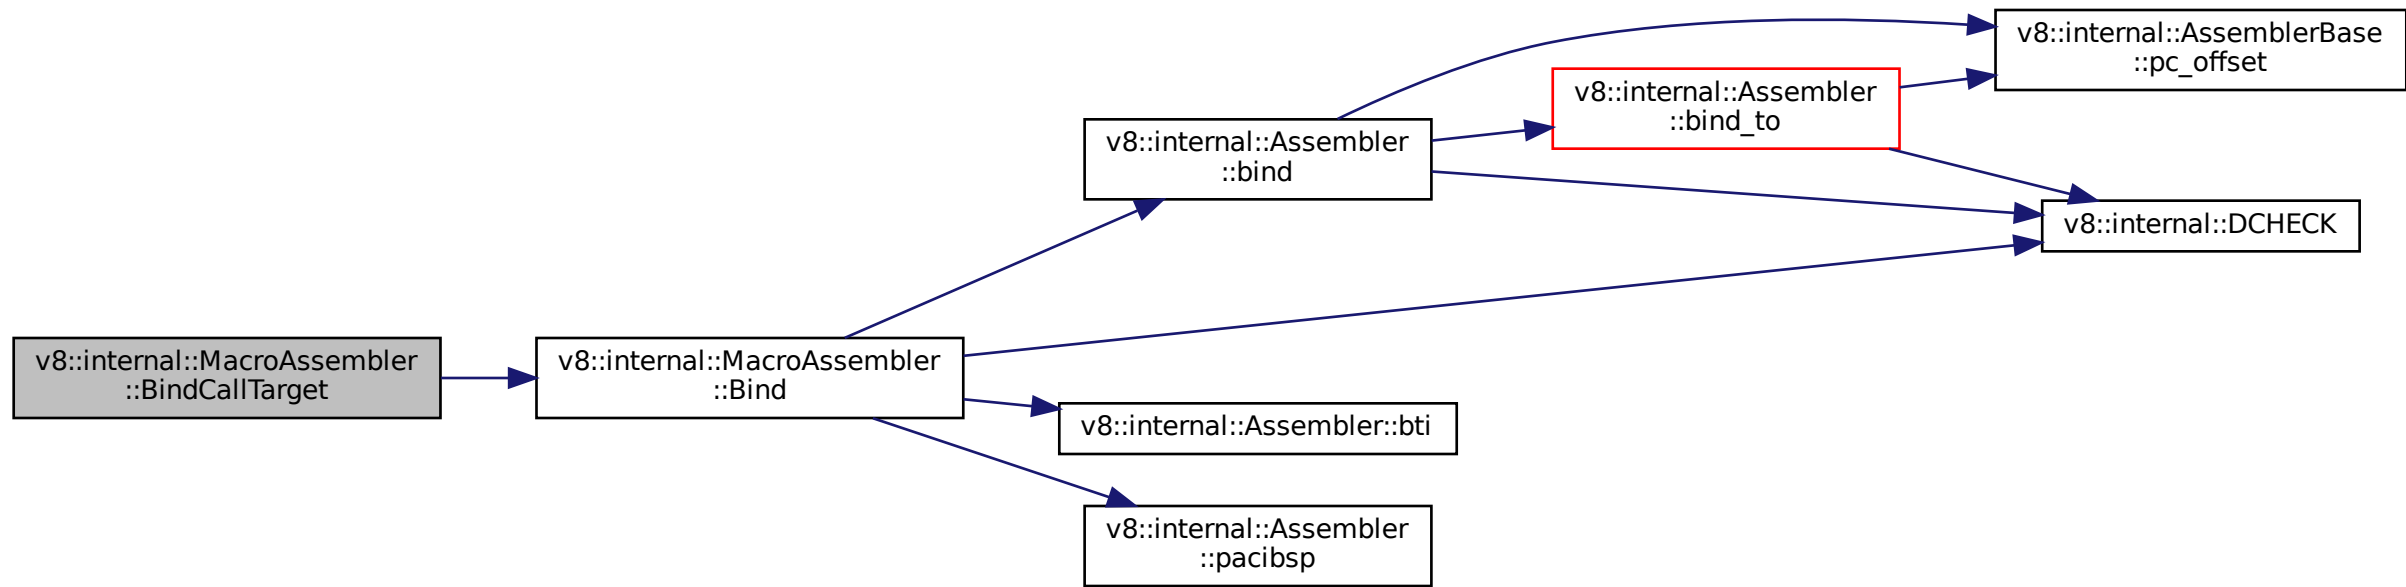 v8::internal::MacroAssembler
::BindCallTarget
v8::internal::MacroAssembler
::Bind
v8::internal::Assembler
::bind
v8::internal::Assembler
::bind_to
v8::internal::AssemblerBase
::pc_offset
v8::internal::DCHECK
v8::internal::Assembler::bti
v8::internal::Assembler
::pacibsp